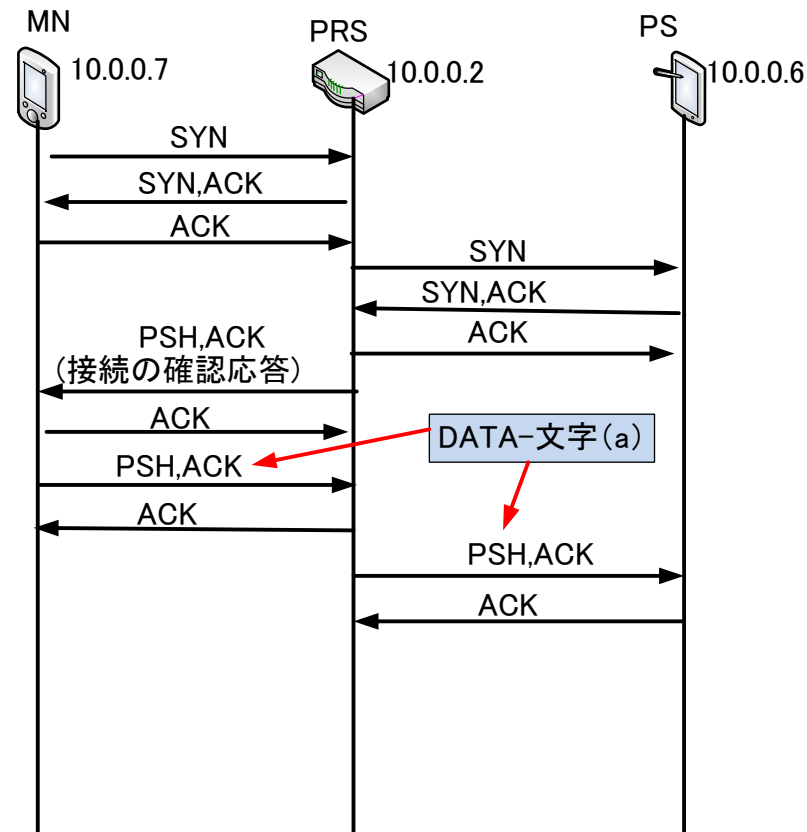 MN
PRS
PS
10.0.0.7
10.0.0.2
10.0.0.6
SYN
SYN,ACK
ACK
SYN
SYN,ACK
ACK
PSH,ACK
(接続の確認応答)
ACK
DATA-文字(a)
PSH,ACK
ACK
PSH,ACK
ACK